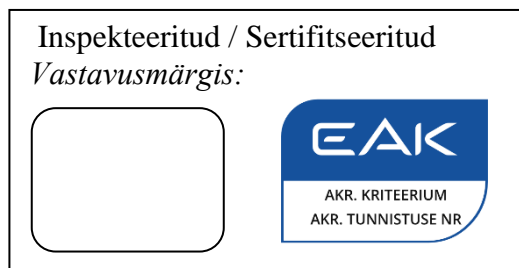 Inspekteeritud / Sertifitseeritud
Vastavusmärgis:
EAK
AKR. KRITEERIUM
AKR. TUNNISTUSE NR